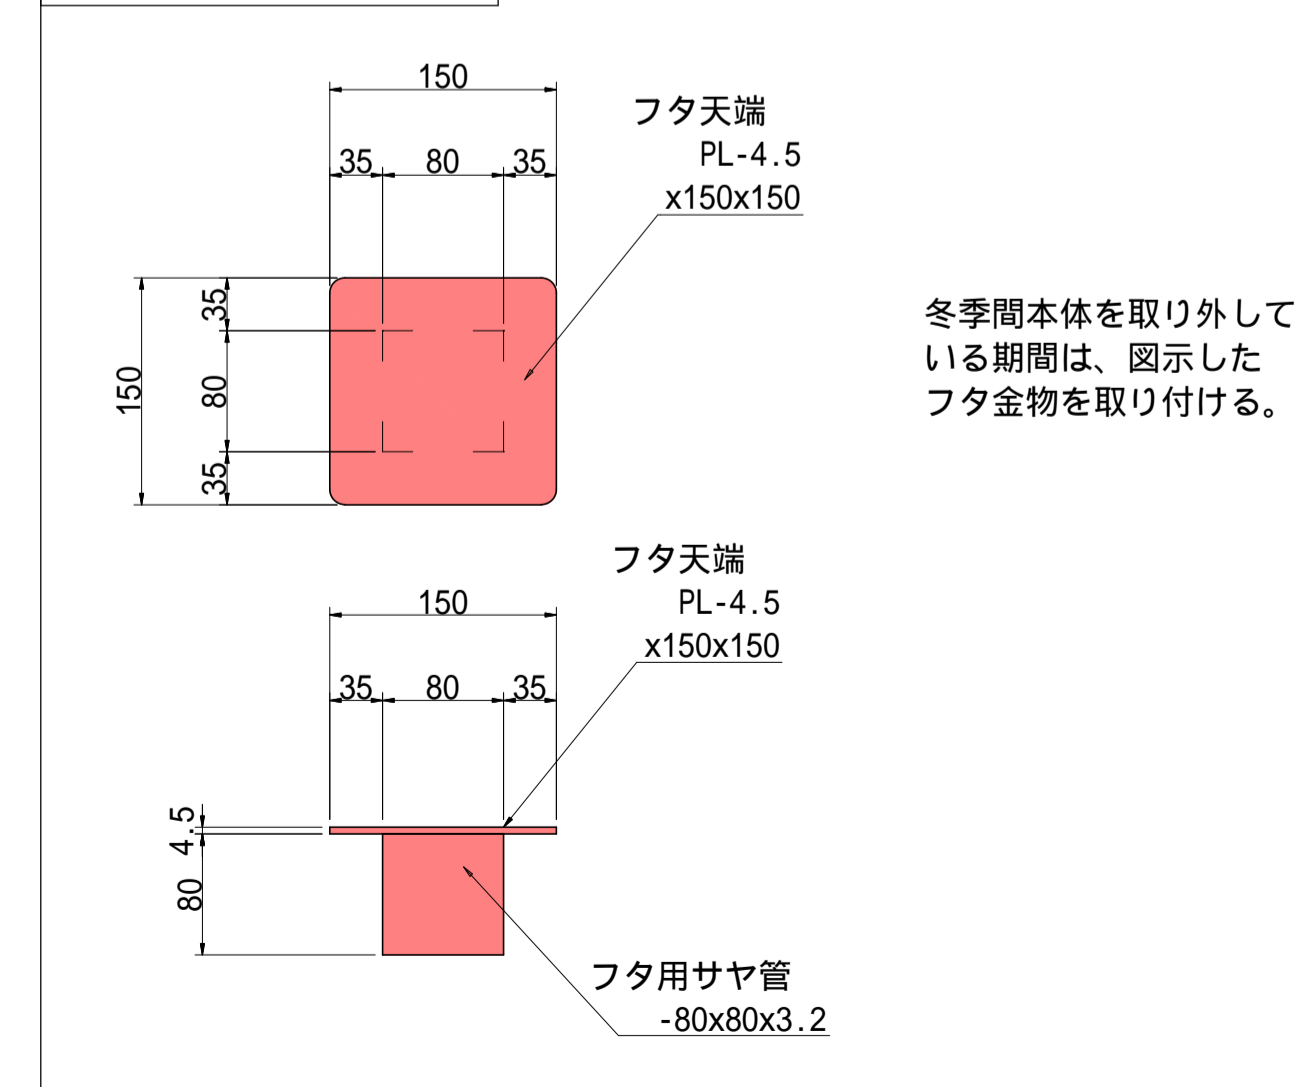 150
フタ天端
PL-4.5
x150x150
35 80 35
35
80
150
35
冬季間本体を取り外して
いる期間は、図示した
フタ金物を取り付ける。
フタ天端
PL-4.5
x150x150
150
35 80 35
4.5
80
フタ用サヤ管
-80x80x3.2